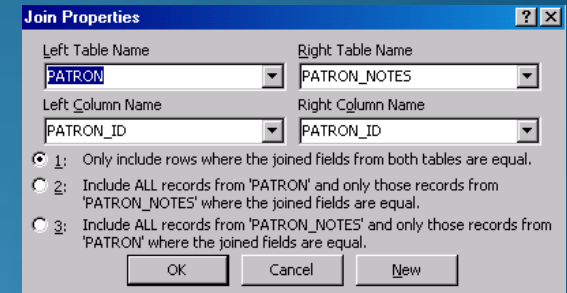 Join Properties
Left Table Name Right Table Name
PATRON PATRON_NOTES
Left Column Name Right Column Name
PATRON_ID PATRON_ID
1: Only include rows where the joined fields from both tables are equal.
2: Include ALL records from 'PATRON' and only those records from
'PATRON_NOTES' where the joined fields are equal.
3: Include ALL records from 'PATRON_NOTES' and only those records from
'PATRON' where the joined fields are equal.
OK Cancel New